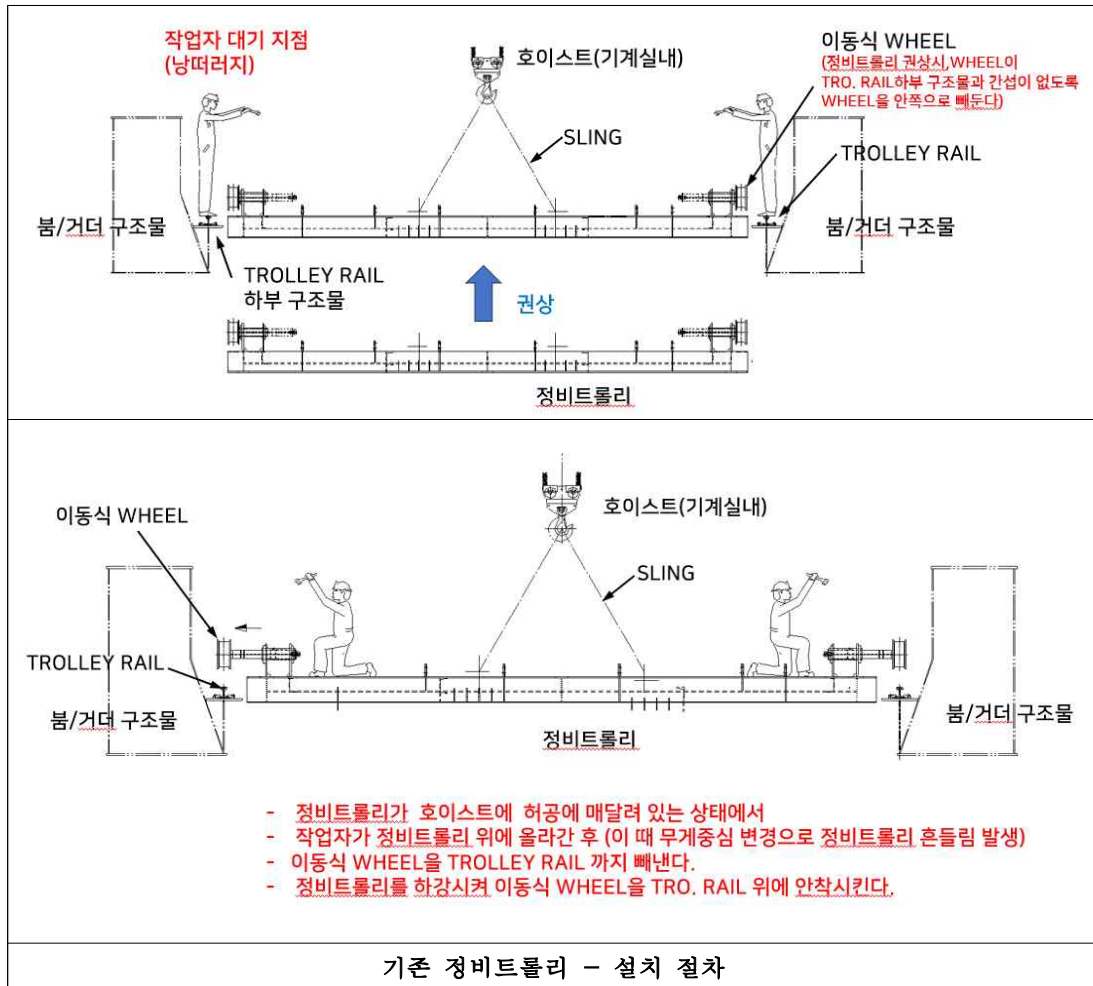 작업자 대기 지점
(낭떠러지)
호이스트(기계실내)
이동식 WHEEL
(정비트롤리 권상시,WHEEL이
TRO. RAIL하부 구조물과 간섭이 없도록
WHEEL을 안쪽으로 빼둔다)
SLING
TROLLEY RAIL
붐/거더 구조물
붐/거더 구조물
TROLLEY RAIL
하부 구조물
권상
정비트롤리
이동식 WHEEL
호이스트(기계실내)
SLING
TROLLEY RAIL
붐/거더 구조물
붐/거더 구조물
정비트롤리
- 정비트롤리가 호이스트에 허공에 매달려 있는 상태에서
- 작업자가 정비트롤리 위에 올라간 후 (이 때 무게중심 변경으로 정비트롤리 흔들림 발생)
- 이동식 WHEEL을 TROLLEY RAIL 까지 빼낸다.
- 정비트롤리를 하강시켜 이동식 WHEEL을 TRO. RAIL 위에 안착시킨다.
기존 정비트롤리 – 설치 절차